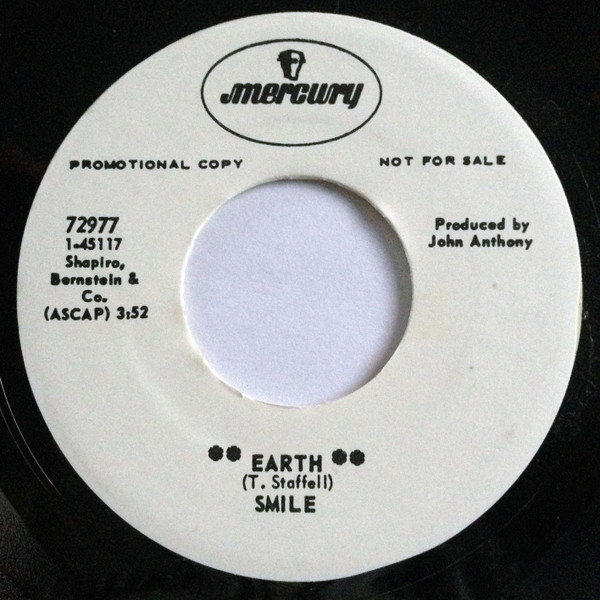 mercury
PROMOTIONAL COPY
NOT FOR SALE
72977
1-45117
Shapiro,
Bernstein &
Co.
(ASCAP) 3:52
Produced by
John Anthony
** EARTH **
(T. Staffell)
SMILE